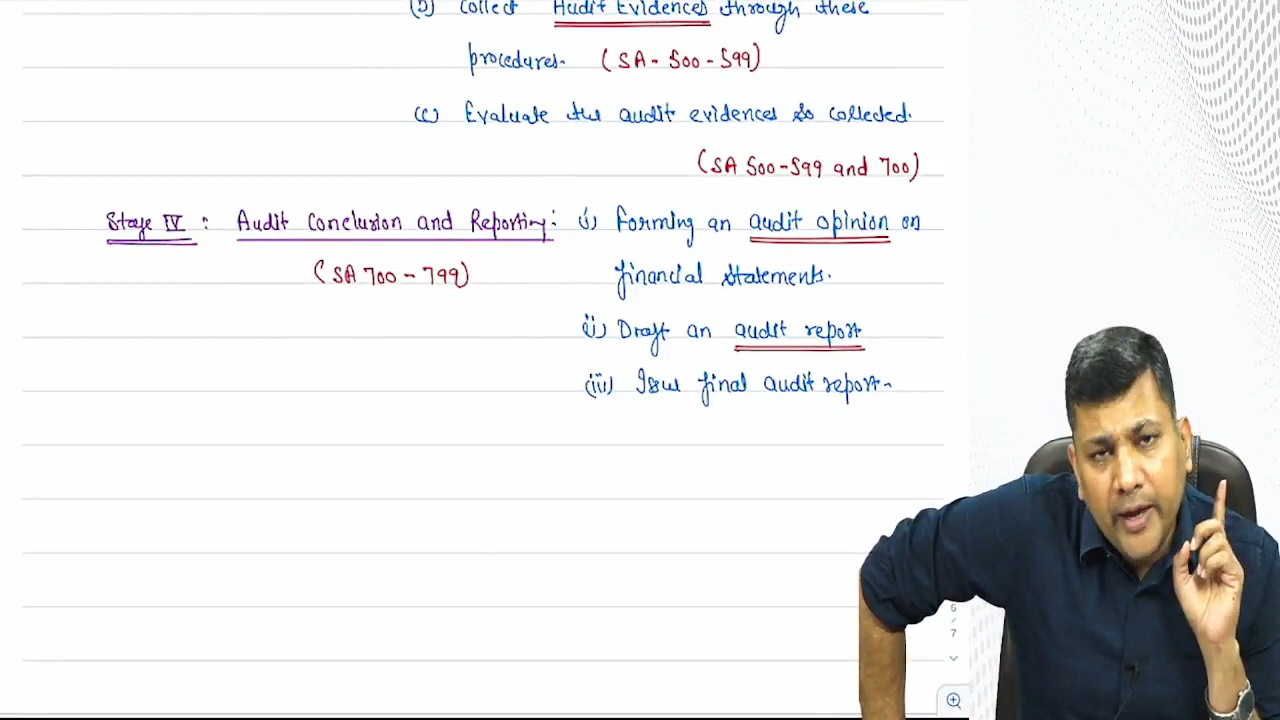 (b) Collect Audit Evidences through these
procedures. (SA - 500 - 599)
(c) Evaluate the audit evidences so collected.
(SA 500-599 and 700)
Stage IV : Audit Conclusion and Reporting: i) Forming an audit opinion on
(SA 700 - 799) financial statements.
ii) Draft an audit report
(iii) Issue final audit report.
5
/
7